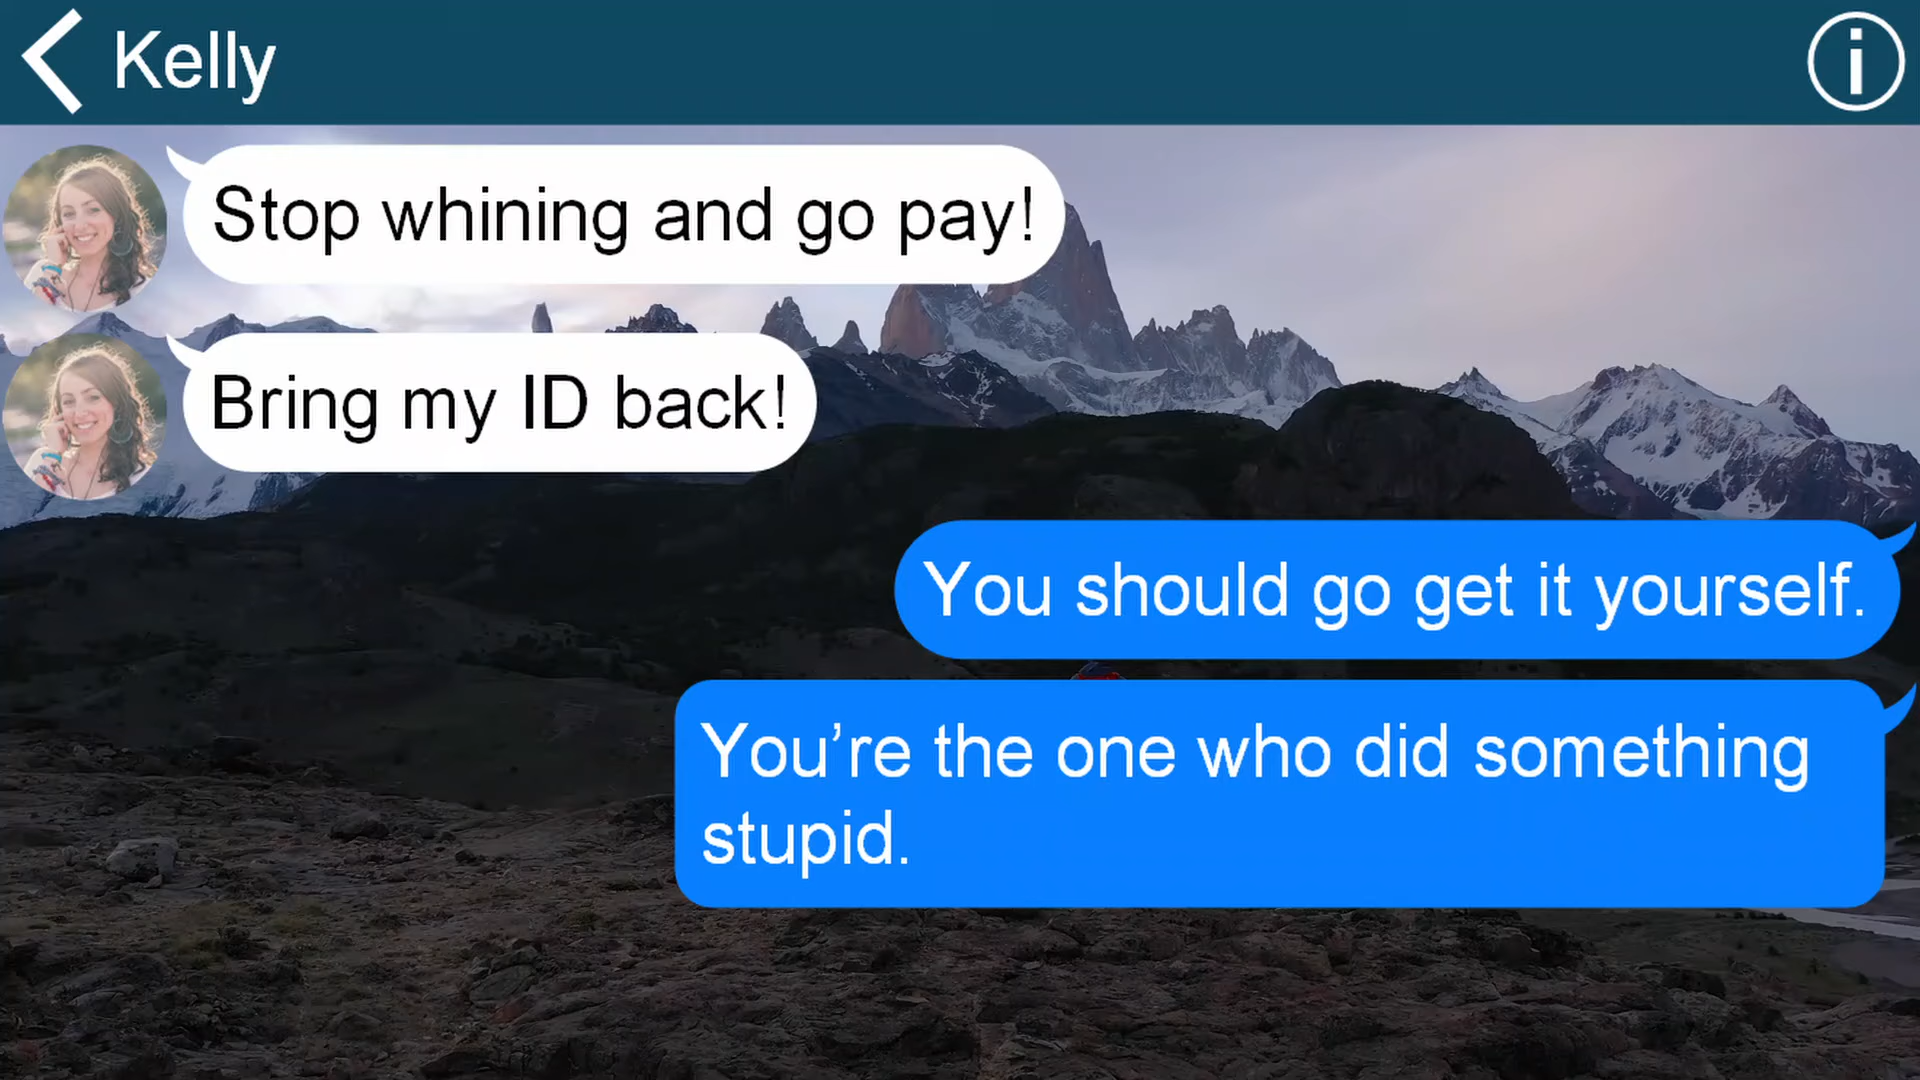 Kelly
Stop whining and go pay!
Bring my ID back!
You should go get it yourself.
You’re the one who did something
stupid.